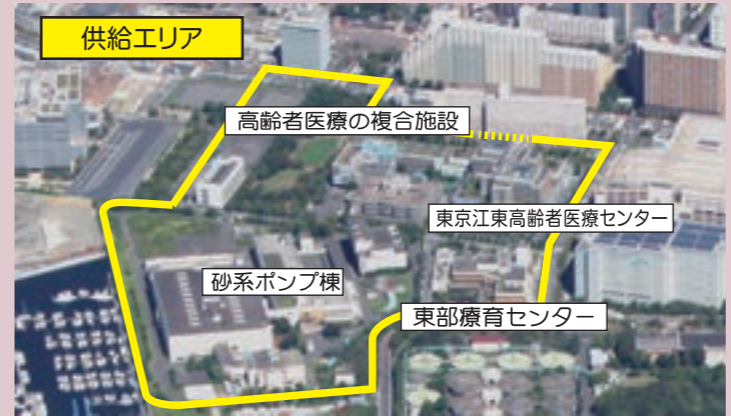 供給エリア
高齢者医療の複合施設
東京江東高齢者医療センター
砂系ポンプ棟
東部療育センター